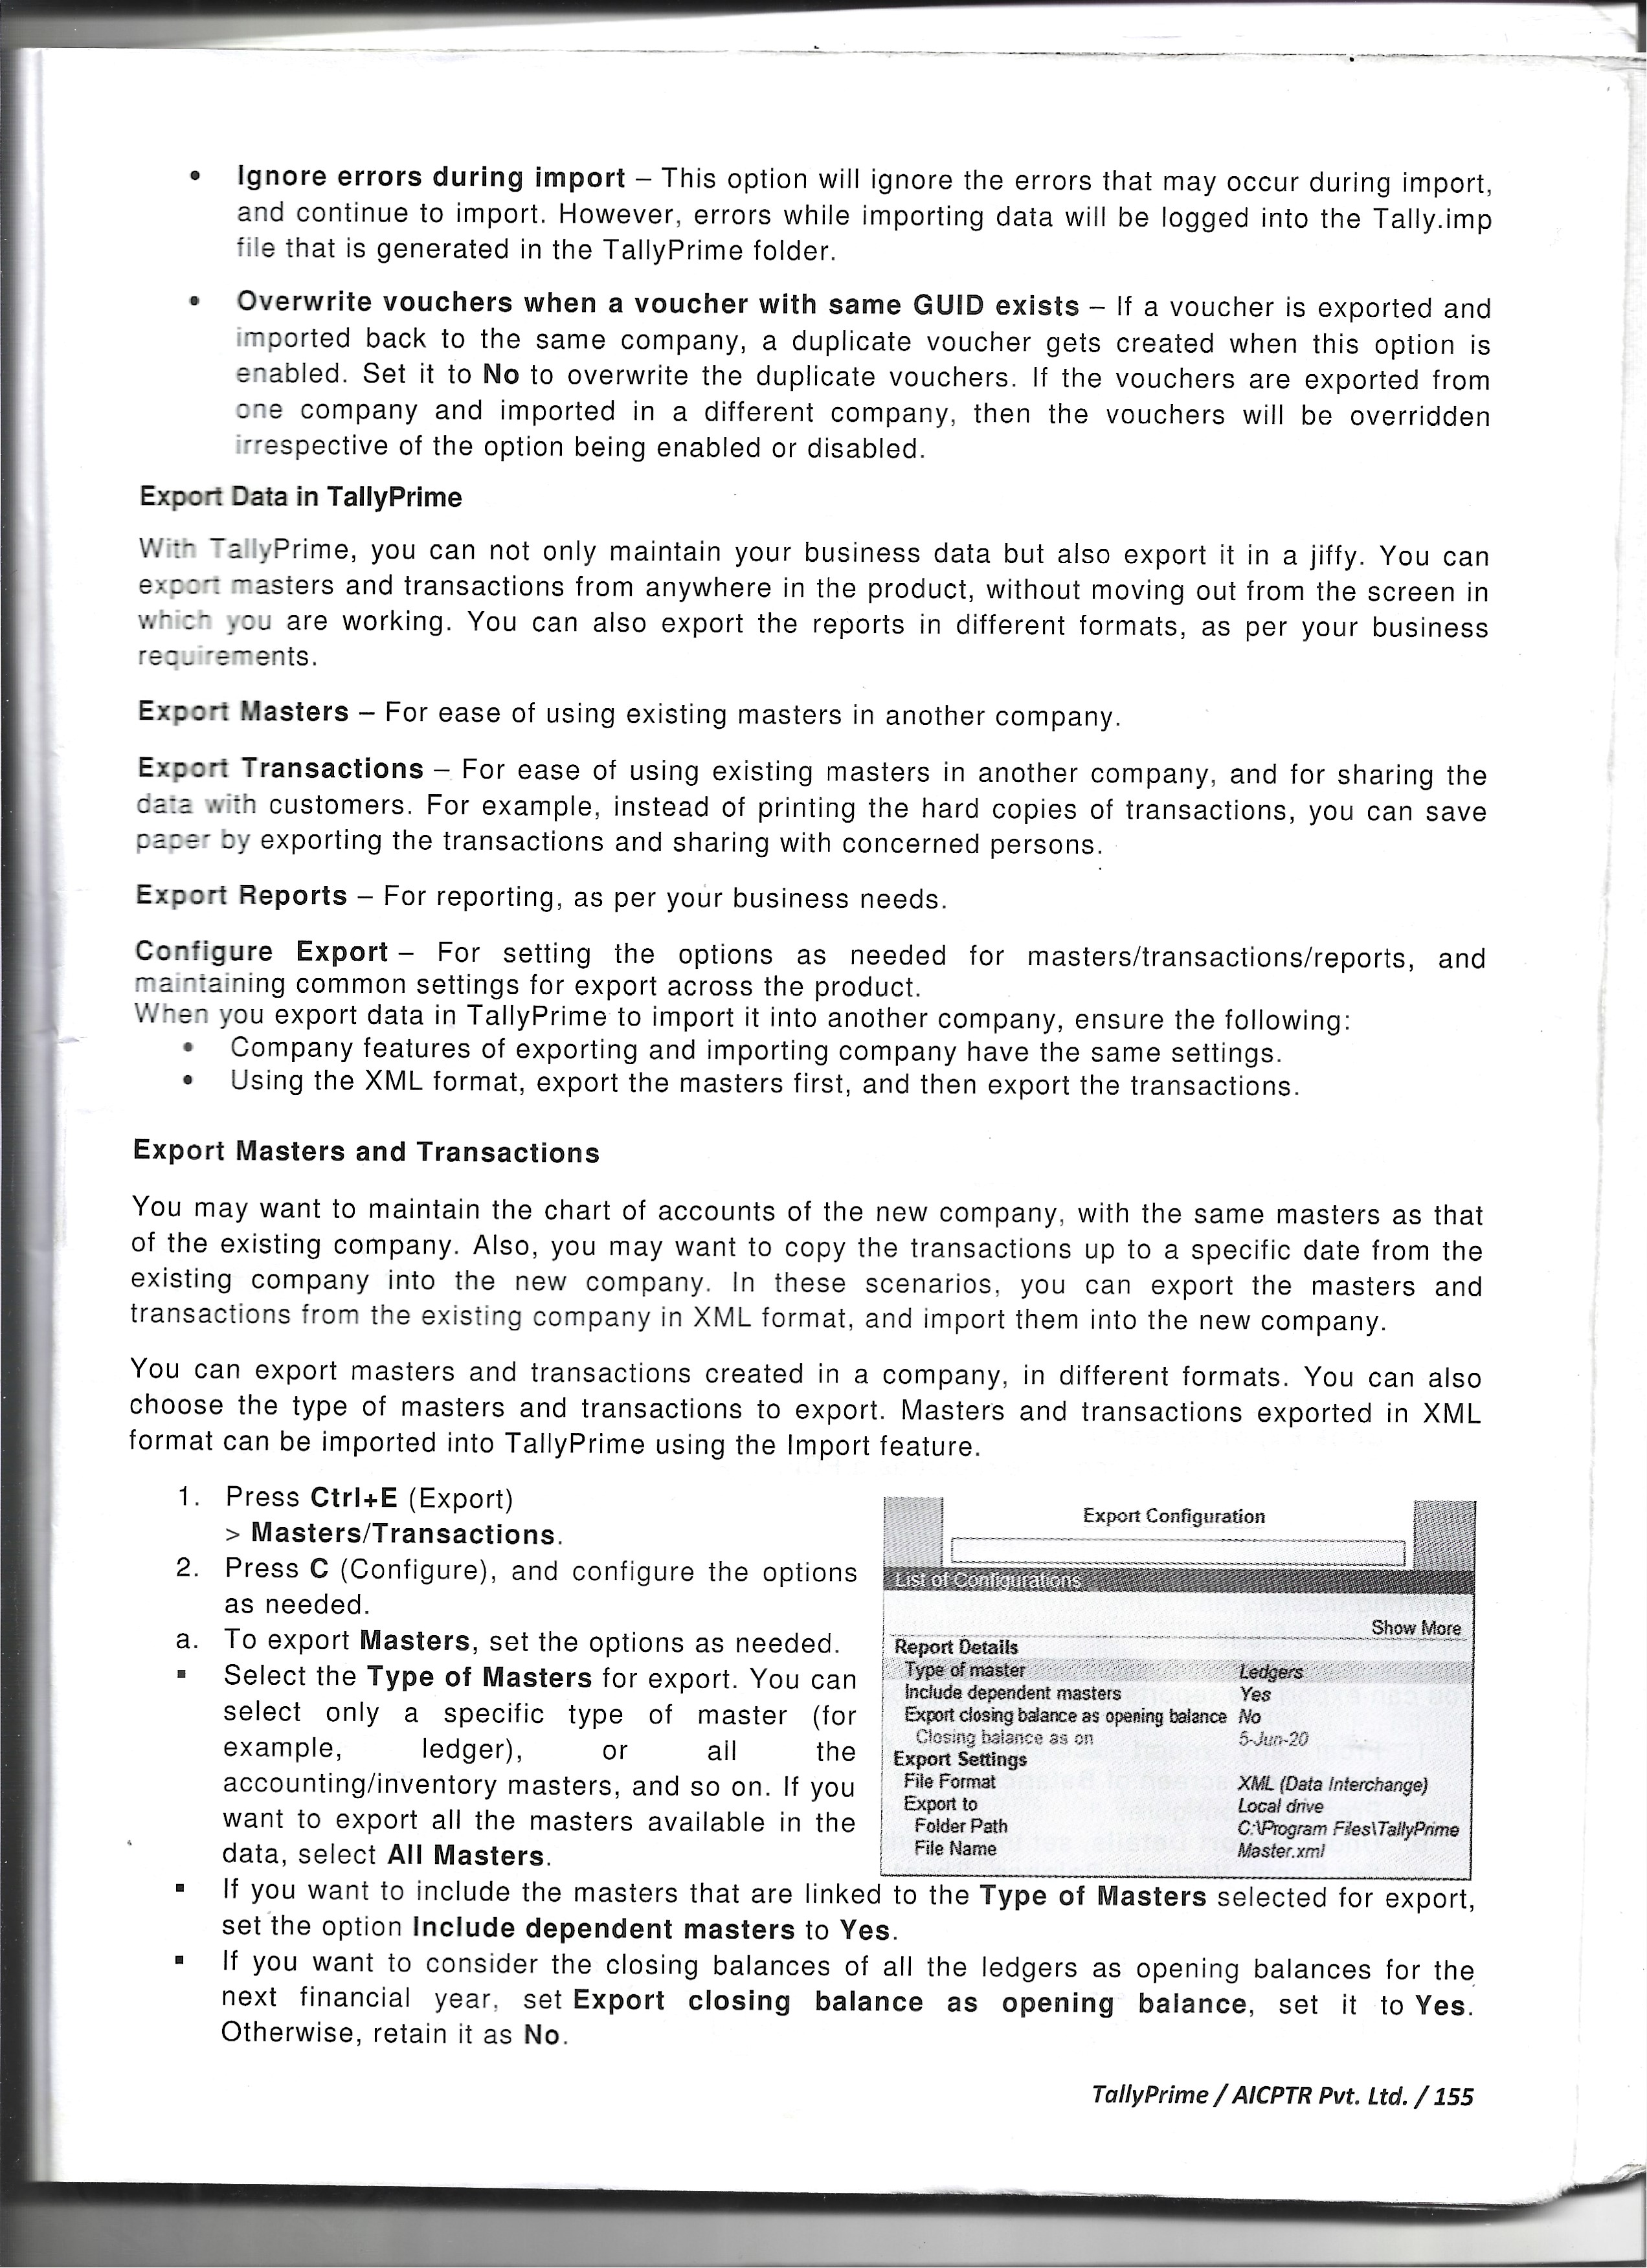 • Ignore errors during import – This option will ignore the errors that may occur during import,
and continue to import. However, errors while importing data will be logged into the Tally.imp
file that is generated in the TallyPrime folder.
• Overwrite vouchers when a voucher with same GUID exists – If a voucher is exported and
imported back to the same company, a duplicate voucher gets created when this option is
enabled. Set it to No to overwrite the duplicate vouchers. If the vouchers are exported from
one company and imported in a different company, then the vouchers will be overridden
irrespective of the option being enabled or disabled.
Export Data in TallyPrime
With TallyPrime, you can not only maintain your business data but also export it in a jiffy. You can
export masters and transactions from anywhere in the product, without moving out from the screen in
which you are working. You can also export the reports in different formats, as per your business
requirements.
Export Masters – For ease of using existing masters in another company.
Export Transactions – For ease of using existing masters in another company, and for sharing the
data with customers. For example, instead of printing the hard copies of transactions, you can save
paper by exporting the transactions and sharing with concerned persons.
Export Reports – For reporting, as per your business needs.
Configure Export – For setting the options as needed for masters/transactions/reports, and
maintaining common settings for export across the product.
When you export data in TallyPrime to import it into another company, ensure the following:
• Company features of exporting and importing company have the same settings.
• Using the XML format, export the masters first, and then export the transactions.
Export Masters and Transactions
You may want to maintain the chart of accounts of the new company, with the same masters as that
of the existing company. Also, you may want to copy the transactions up to a specific date from the
existing company into the new company. In these scenarios, you can export the masters and
transactions from the existing company in XML format, and import them into the new company.
You can export masters and transactions created in a company, in different formats. You can also
choose the type of masters and transactions to export. Masters and transactions exported in XML
format can be imported into TallyPrime using the Import feature.
1. Press Ctrl+E (Export)
> Masters/Transactions.
2. Press C (Configure), and configure the options
as needed.
a. To export Masters, set the options as needed.
▪ Select the Type of Masters for export. You can
select only a specific type of master (for
example, ledger), or all the
accounting/inventory masters, and so on. If you
want to export all the masters available in the
data, select All Masters.
Export Configuration
List of Configurations
Show More
Report Details
Type of master Ledgers
Include dependent masters Yes
Export closing balance as opening balance No
Closing balance as on 5-Jun-20
Export Settings
File Format XML (Data Interchange)
Export to Local drive
Folder Path C:\Program Files\TallyPrime
File Name Master.xml
▪ If you want to include the masters that are linked to the Type of Masters selected for export,
set the option Include dependent masters to Yes.
▪ If you want to consider the closing balances of all the ledgers as opening balances for the
next financial year, set Export closing balance as opening balance, set it to Yes.
Otherwise, retain it as No.
TallyPrime / AICPTR Pvt. Ltd. / 155